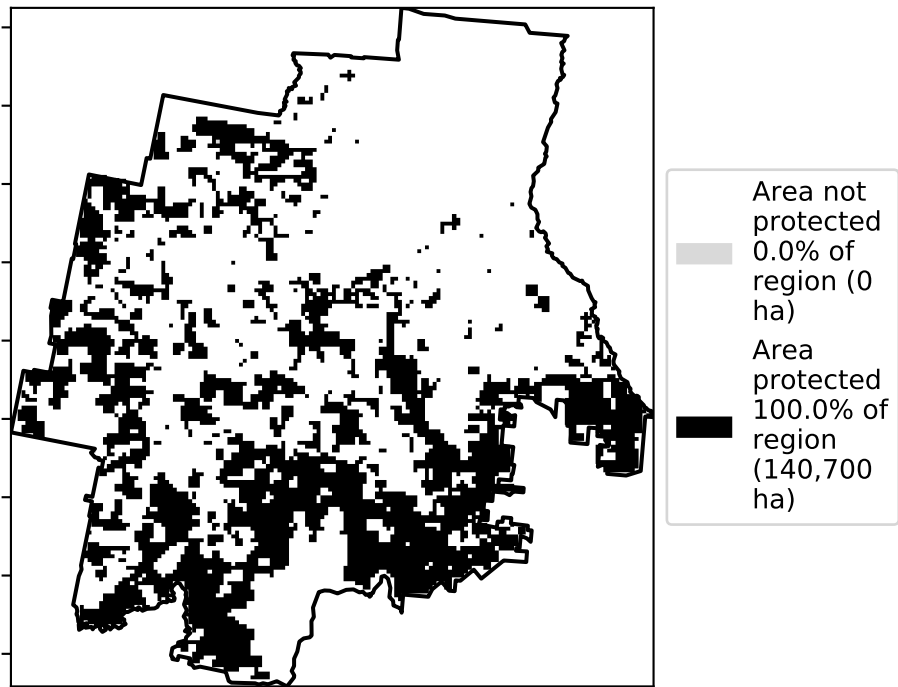 Area not
protected
0.0% of
region (0
ha)
Area
protected
100.0% of
region
(140,700
ha)